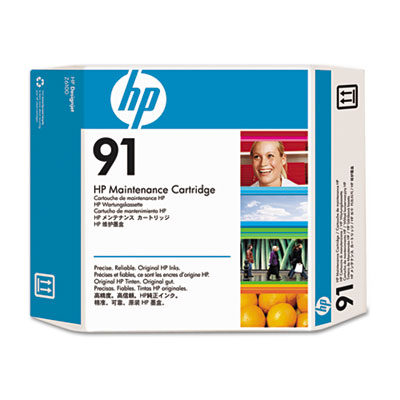 HP Designjet
Z6100
hp
91
HP Maintenance Cartridge
Cartouche de maintenance HP
HP Wartungskassette
Cartucho de mantenimiento HP
HP メンテナンス カートリッジ
HP 维护墨盒
Precise. Reliable. Original HP Inks.
Précises et fiables, ce sont des encres d'origine HP.
Original HP Tinten. Original gut.
Precisas. Fiables. Tintas HP originales.
高精度。高信頼。HP純正インク。
精准。可靠。原装 HP 墨盒。
91